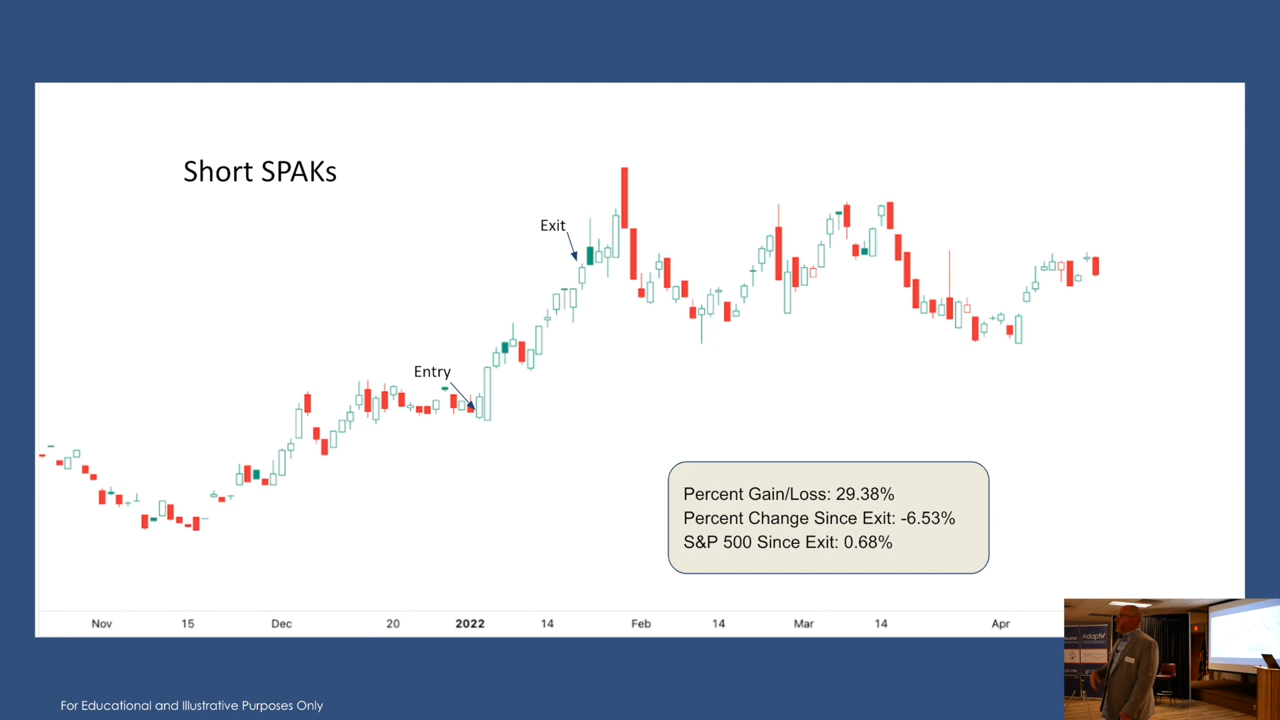 Short SPAKs
Exit
Entry
Percent Gain/Loss: 29.38%
Percent Change Since Exit: -6.53%
S&P 500 Since Exit: 0.68%
Nov 15 Dec 20 2022 14 Feb 14 Mar 14 Apr
Adaptiv
For Educational and Illustrative Purposes Only